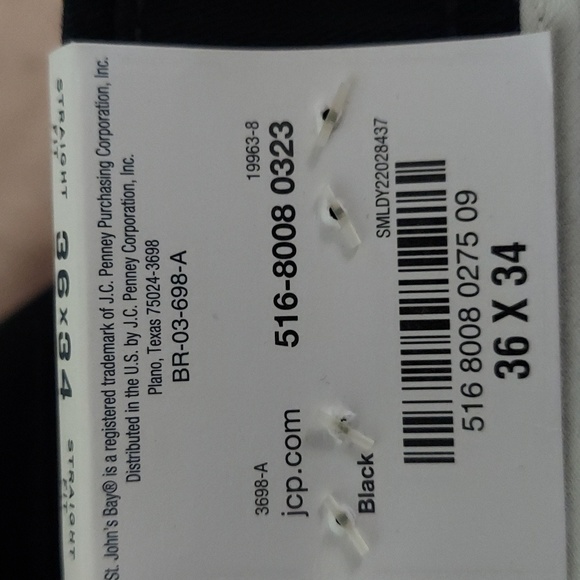 STRAIGHT
FIT
36x34
STRAIGHT
FIT
St. John's Bay® is a registered trademark of J.C. Penney Purchasing Corporation, Inc.
Distributed in the U.S. by J.C. Penney Corporation, Inc.
Plano, Texas 75024-3698
BR-03-698-A
3698-A
19963-8
jcp.com
516-8008 0323
Black
SMLDY22028437
516 8008 0275 09
36 X 34